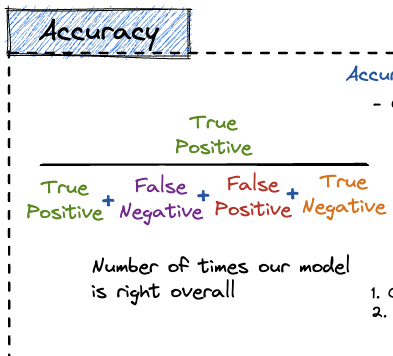 Accuracy
True
Positive
True Positive + False Negative + False Positive + True Negative
Number of times our model
is right overall
1.
2.